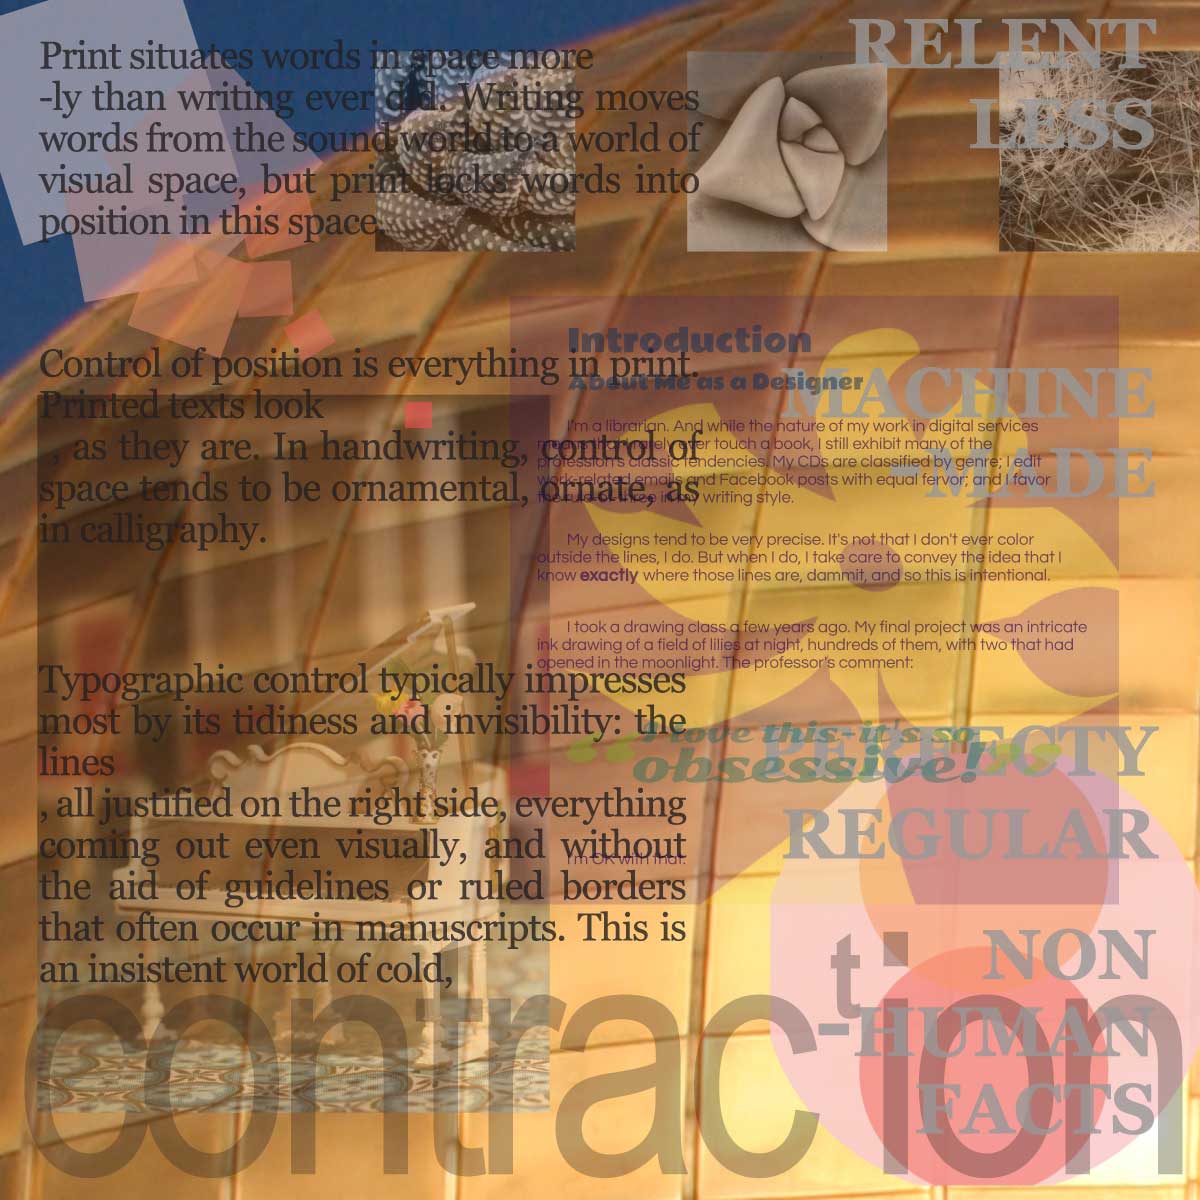 Print situates words in space more
-ly than writing ever did. Writing moves
words from the sound world to a world of
visual space, but print locks words into
position in this space.
RELENT
LESS
Control of position is everything in print.
Printed texts look
, as they are. In handwriting, control of
space tends to be ornamental, ornate, as
in calligraphy.
MACHINE
MADE
Typographic control typically impresses
most by its tidiness and invisibility: the
lines
, all justified on the right side, everything
coming out even visually, and without
the aid of guidelines or ruled borders
that often occur in manuscripts. This is
an insistent world of cold,
PERFECTY
REGULAR
NON
-HUMAN
FACTS
Introduction
About Me as a Designer
I'm a librarian. And while the nature of my work in digital services
rarely ever touch a book, I still exhibit many of the
profession's classic tendencies. My CDs are classified by genre; I edit
work-related emails and Facebook posts with equal fervor; and I favor
the rule of three in my writing style.
My designs tend to be very precise. It's not that I don't ever color
outside the lines, I do. But when I do, I take care to convey the idea that I
know exactly where those lines are, dammit, and so this is intentional.
I took a drawing class a few years ago. My final project was an intricate
ink drawing of a field of lilies at night, hundreds of them, with two that had
opened in the moonlight. The professor's comment:
“I love this-it's so
obsessive!”
I'm OK with that.
contrac-t-ion